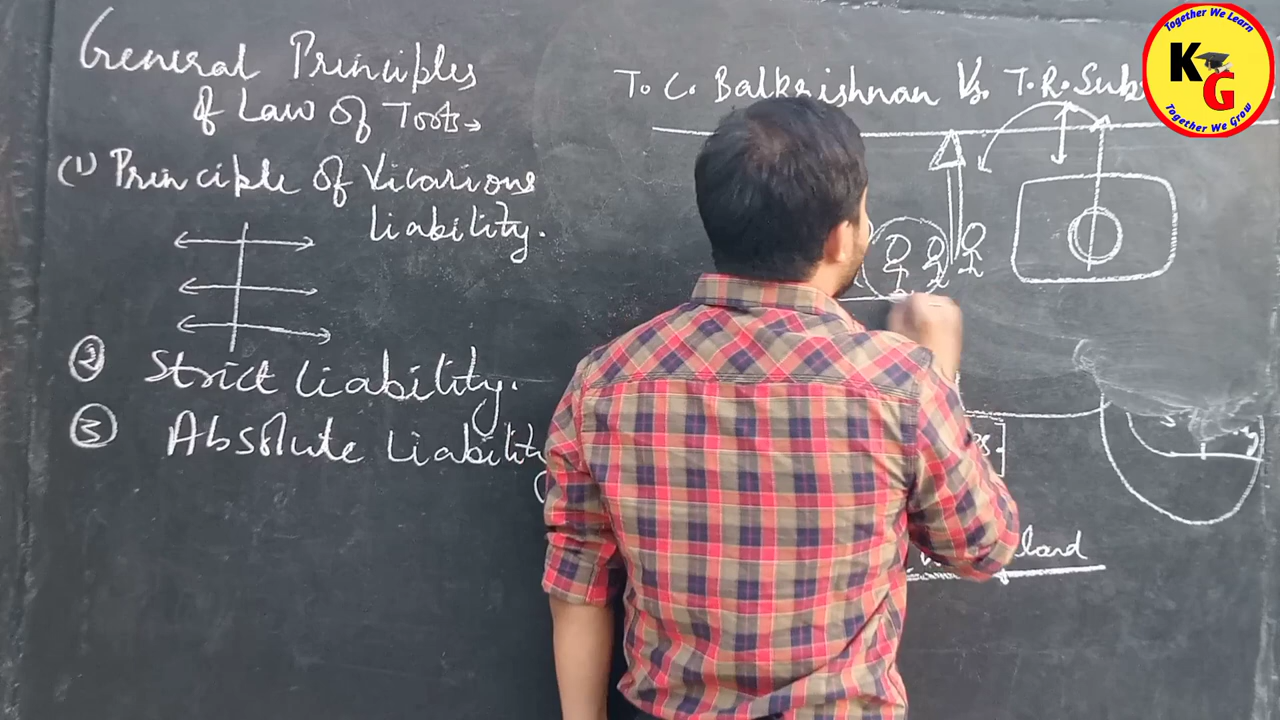 General Principles
of Law of Torts →
(1) Principle of Vicarious
liability.
② Strict liability.
③ Absolute Liability
T. C. Balkrishnan Vs. T. R. Sub
land
Together We Learn
KG
Together We Grow